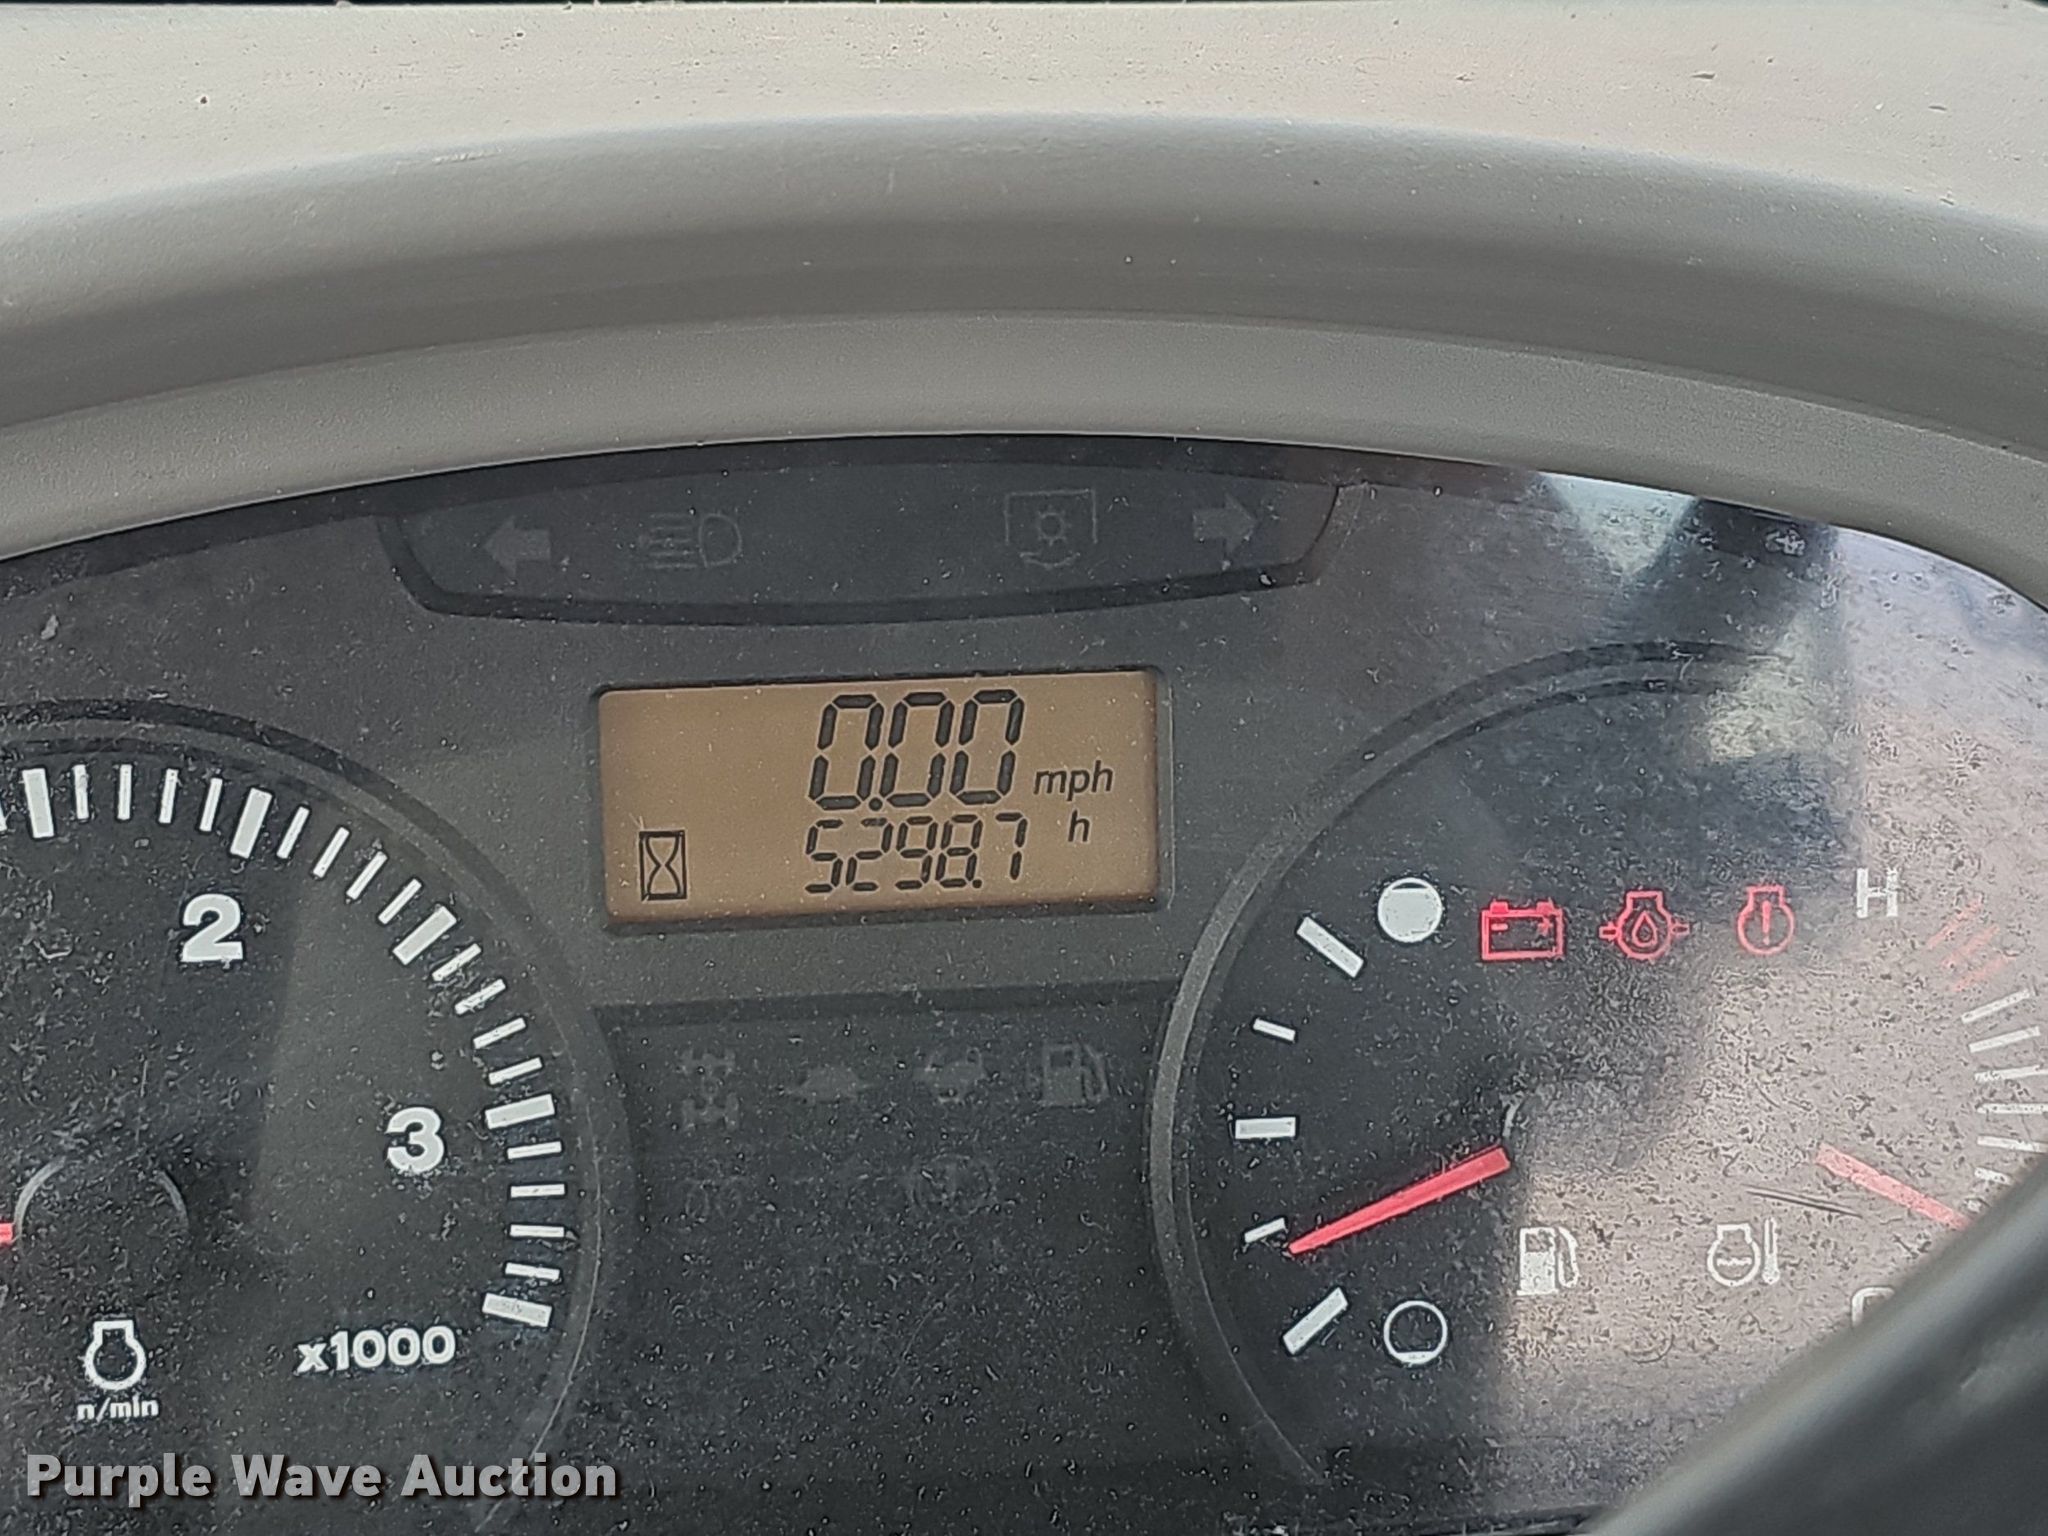 0.00 mph
5298.7 h
2
3
x1000
n/min
H
Purple Wave Auction